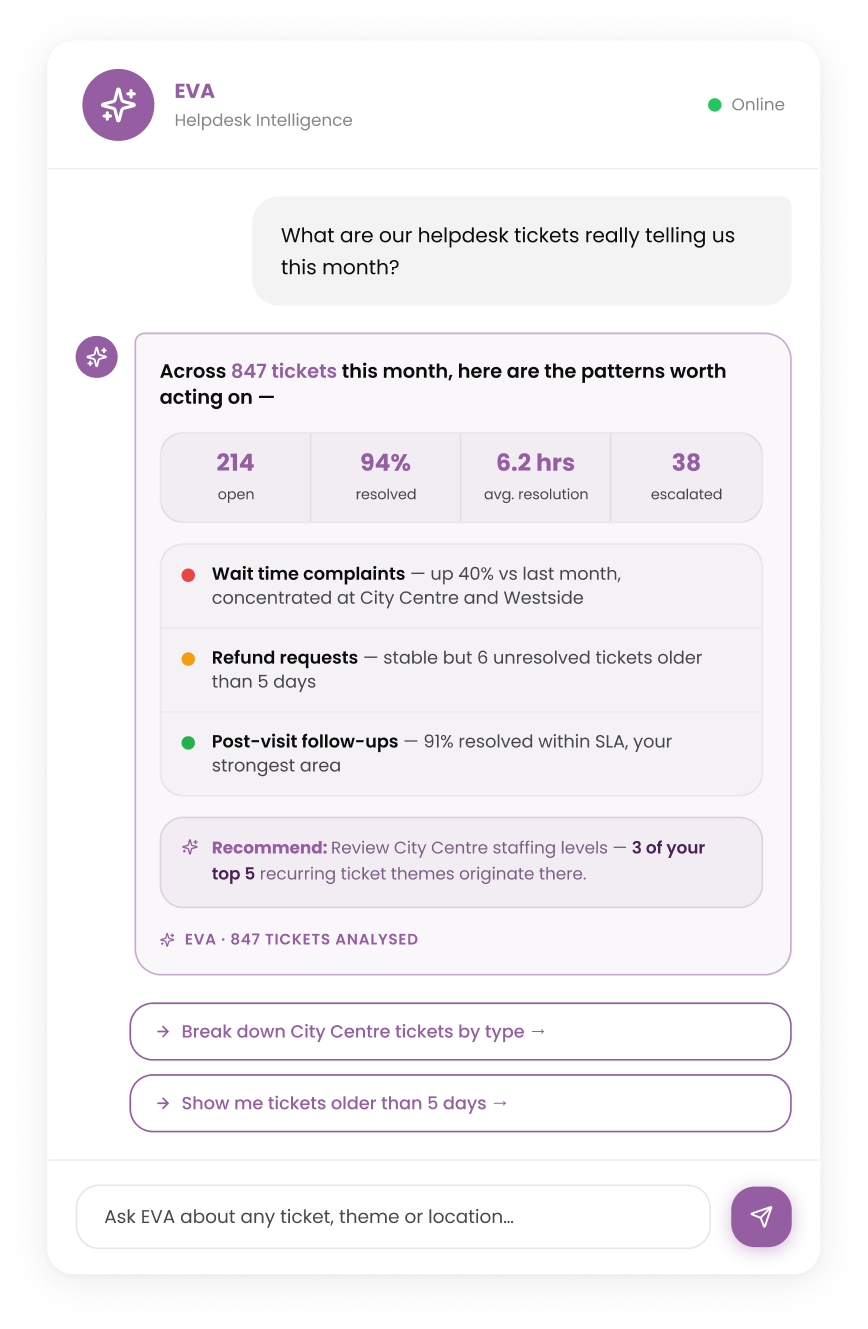 EVA
Helpdesk Intelligence
Online
What are our helpdesk tickets really telling us
this month?
Across 847 tickets this month, here are the patterns worth
acting on —
214
open
94%
resolved
6.2 hrs
avg. resolution
38
escalated
Wait time complaints — up 40% vs last month,
concentrated at City Centre and Westside
Refund requests — stable but 6 unresolved tickets older
than 5 days
Post-visit follow-ups — 91% resolved within SLA, your
strongest area
Recommend: Review City Centre staffing levels — 3 of your
top 5 recurring ticket themes originate there.
EVA · 847 TICKETS ANALYSED
→ Break down City Centre tickets by type →
→ Show me tickets older than 5 days →
Ask EVA about any ticket, theme or location...